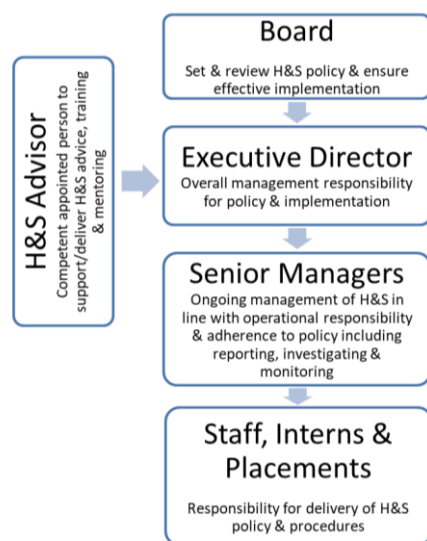 Board
Set & review H&S policy & ensure
effective implementation
H&S Advisor
Competent appointed person to
support/deliver H&S advice, training
& mentoring
Executive Director
Overall management responsibility
for policy & implementation
Senior Managers
Ongoing management of H&S in
line with operational responsibility
& adherence to policy including
reporting, investigating &
monitoring
Staff, Interns &
Placements
Responsibility for delivery of H&S
policy & procedures